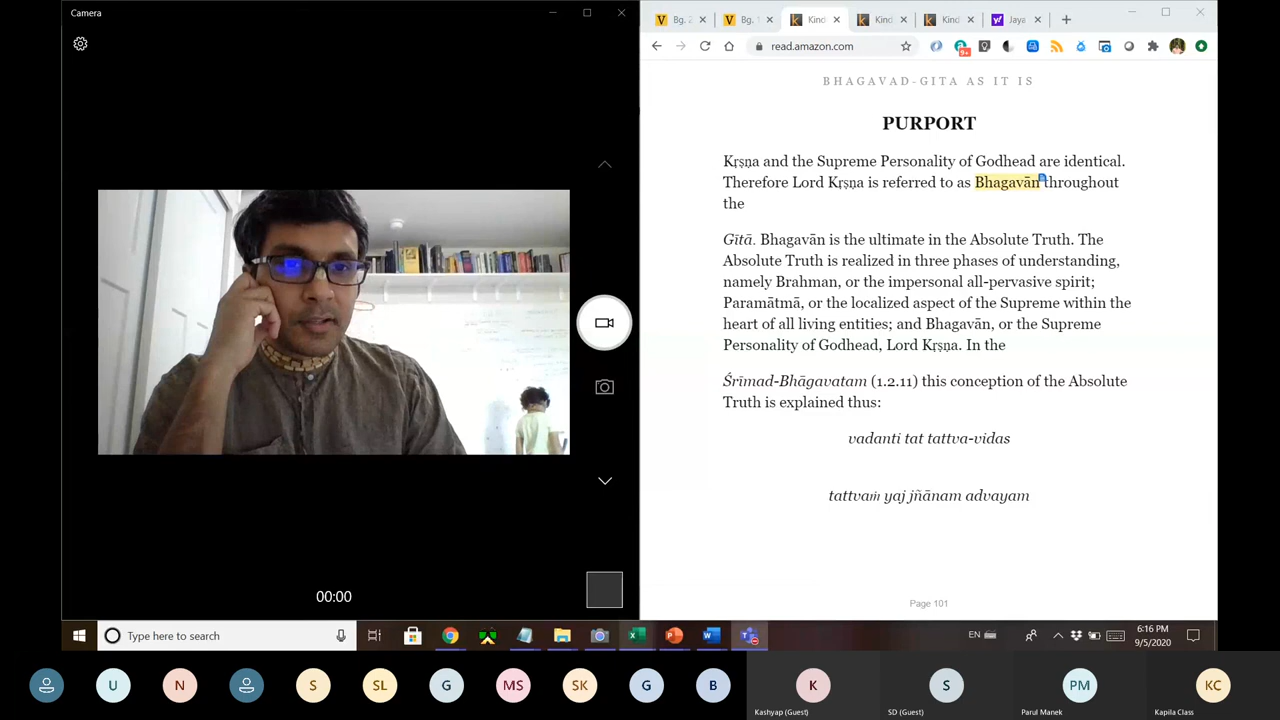 Camera
Bg. 2
Bg. 1
Kind
Kind
Kind
Jaya
read.amazon.com
9+
BHAGAVAD-GITA AS IT IS
PURPORT
Kṛṣṇa and the Supreme Personality of Godhead are identical.
Therefore Lord Kṛṣṇa is referred to as Bhagavān throughout
the
Gītā. Bhagavān is the ultimate in the Absolute Truth. The
Absolute Truth is realized in three phases of understanding,
namely Brahman, or the impersonal all-pervasive spirit;
Paramātmā, or the localized aspect of the Supreme within the
heart of all living entities; and Bhagavān, or the Supreme
Personality of Godhead, Lord Kṛṣṇa. In the
Śrīmad-Bhāgavatam (1.2.11) this conception of the Absolute
Truth is explained thus:
vadanti tat tattva-vidas
tattvaṁ yaj jñānam advayam
Page 101
00:00
Type here to search
EN
6:16 PM
9/5/2020
U
N
S
SL
G
MS
SK
G
B
K
S
PM
KC
Kashyap (Guest)
SD (Guest)
Parul Manek
Kapila Class